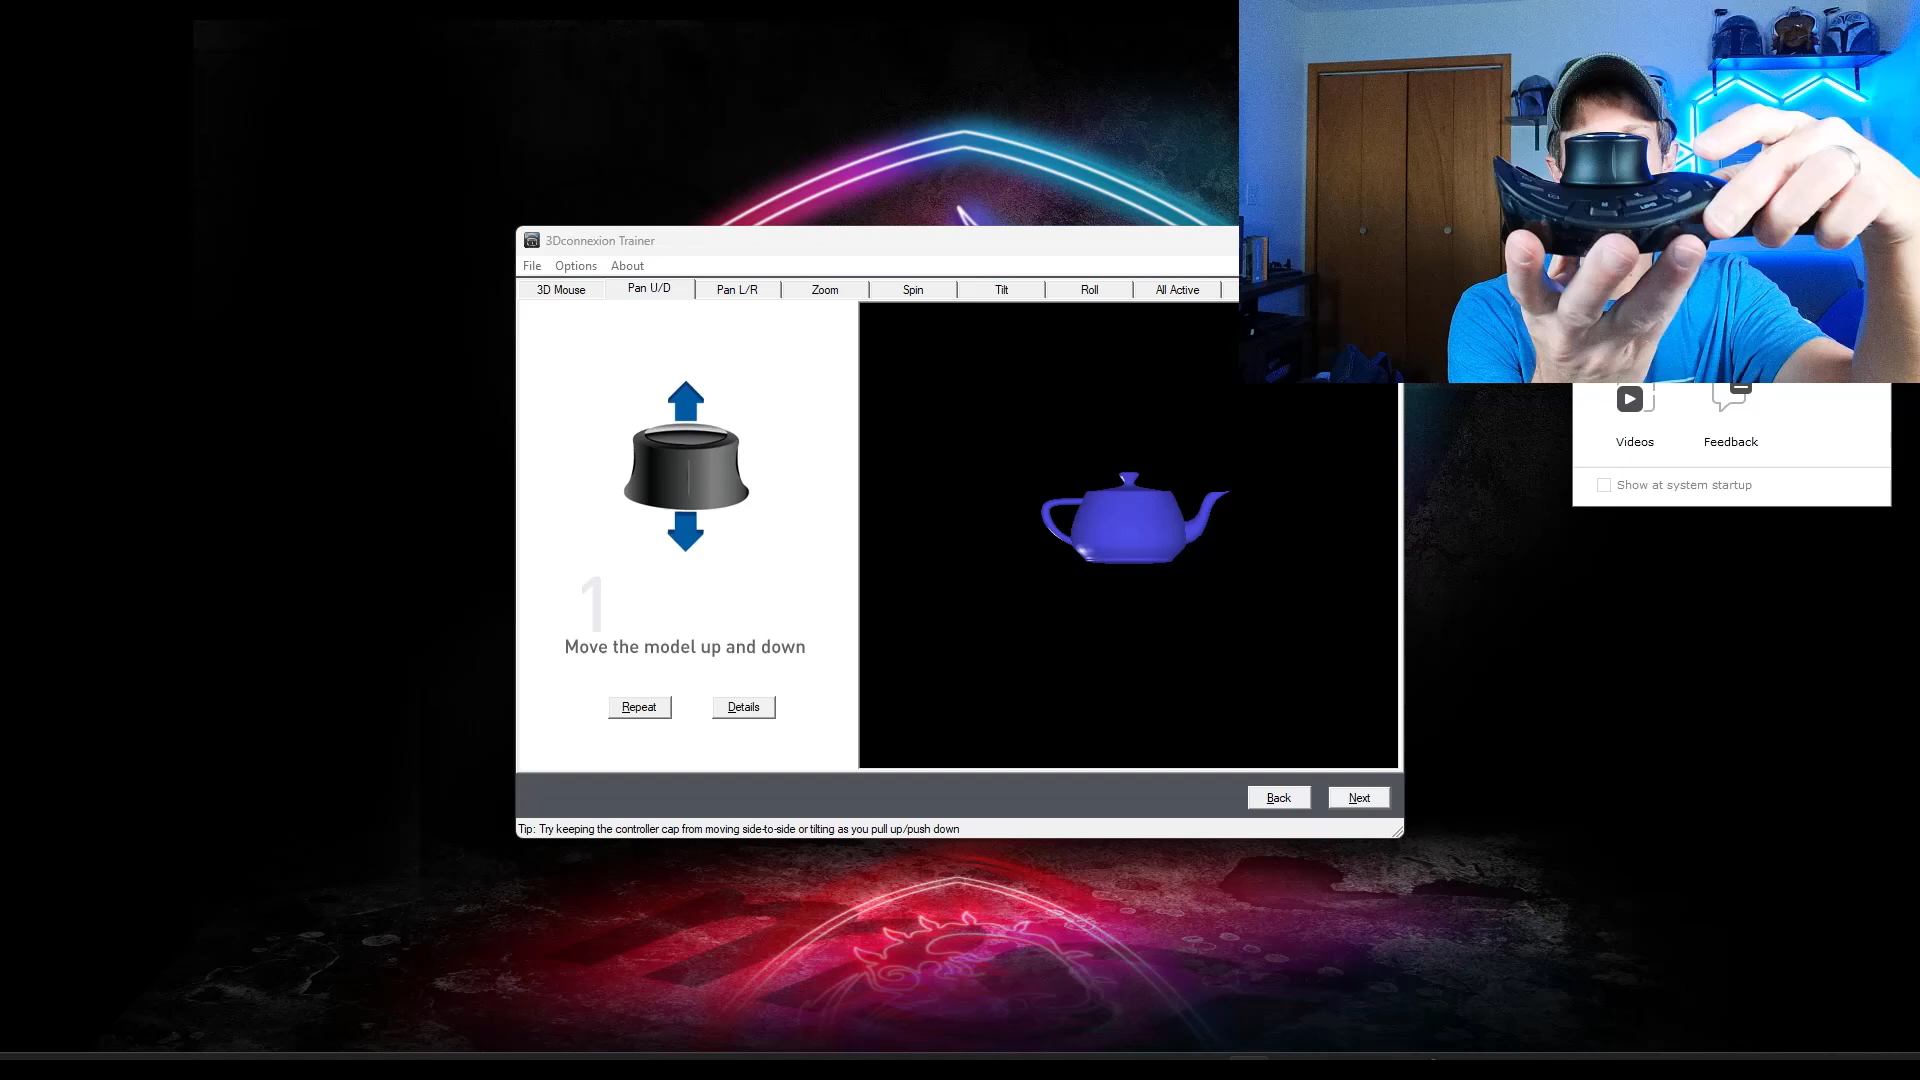 3Dconnexion Trainer
File Options About
3D Mouse Pan U/D Pan L/R Zoom Spin Tilt Roll All Active
Videos Feedback
Show at system startup
1
Move the model up and down
Repeat Details
Back Next
Tip: Try keeping the controller cap from moving side-to-side or tilting as you pull up/push down